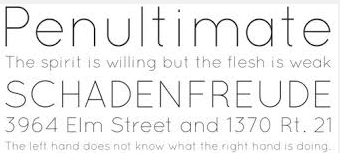 Penultimate
The spirit is willing but the flesh is weak
SCHADENFREUDE
3964 Elm Street and 1370 Rt. 21
The left hand does not know what the right hand is doing.